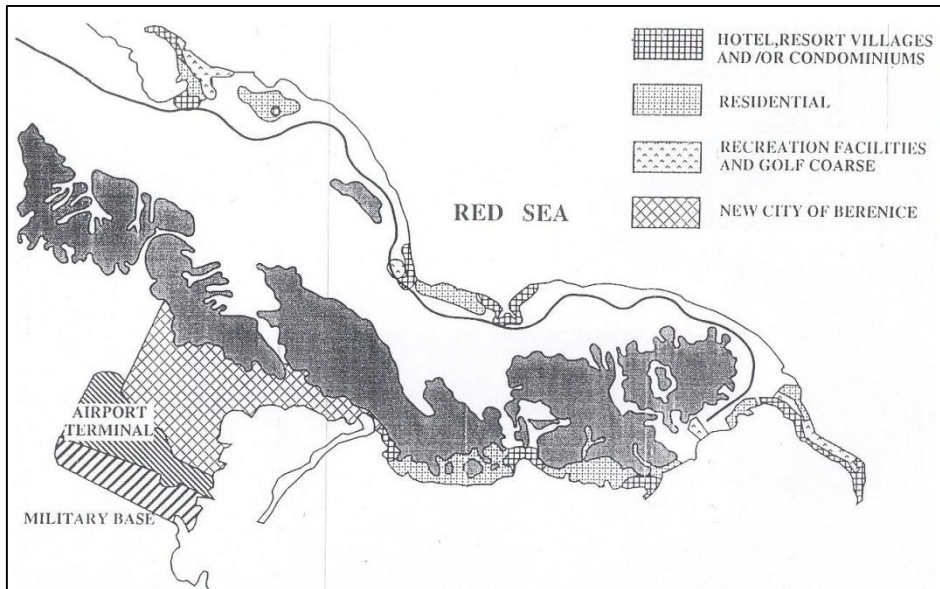 HOTEL,RESORT VILLAGES
AND /OR CONDOMINIUMS
RESIDENTIAL
RECREATION FACILITIES
AND GOLF COARSE
NEW CITY OF BERENICE
RED SEA
AIRPORT
TERMINAL
MILITARY BASE